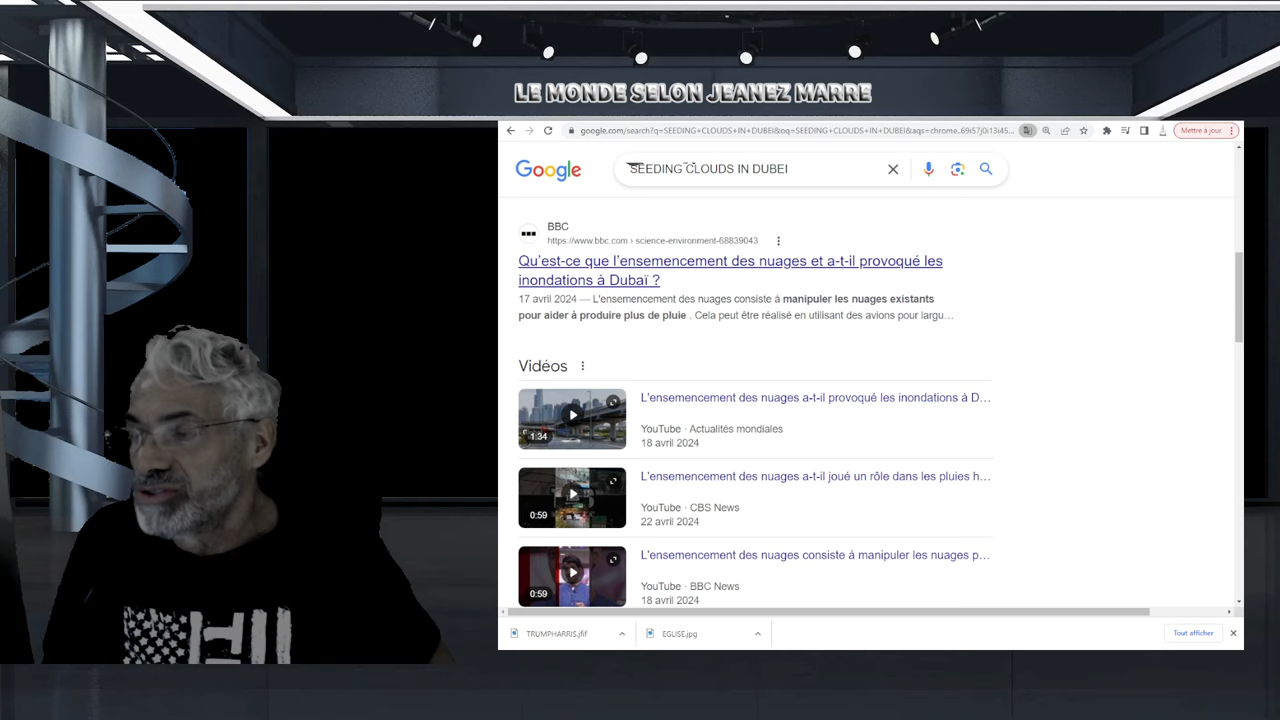 LE MONDE SELON JEANEZ MARRE
google.com/search?q=SEEDING+CLOUDS+IN+DUBEI&oq=SEEDING+CLOUDS+IN+DUBEI&aqs=chrome..69i57j0i13i45...
Mettre à jour
Google
SEEDING CLOUDS IN DUBEI
BBC
https://www.bbc.com › science-environment-68839043
Qu'est-ce que l'ensemencement des nuages et a-t-il provoqué les
inondations à Dubaï ?
17 avril 2024 — L'ensemencement des nuages consiste à manipuler les nuages existants
pour aider à produire plus de pluie . Cela peut être réalisé en utilisant des avions pour largu…
Vidéos
L'ensemencement des nuages a-t-il provoqué les inondations à D…
1:34
YouTube · Actualités mondiales
18 avril 2024
L'ensemencement des nuages a-t-il joué un rôle dans les pluies h…
0:59
YouTube · CBS News
22 avril 2024
L'ensemencement des nuages consiste à manipuler les nuages p…
0:59
YouTube · BBC News
18 avril 2024
TRUMPHARRIS.jfif
EGLISE.jpg
Tout afficher